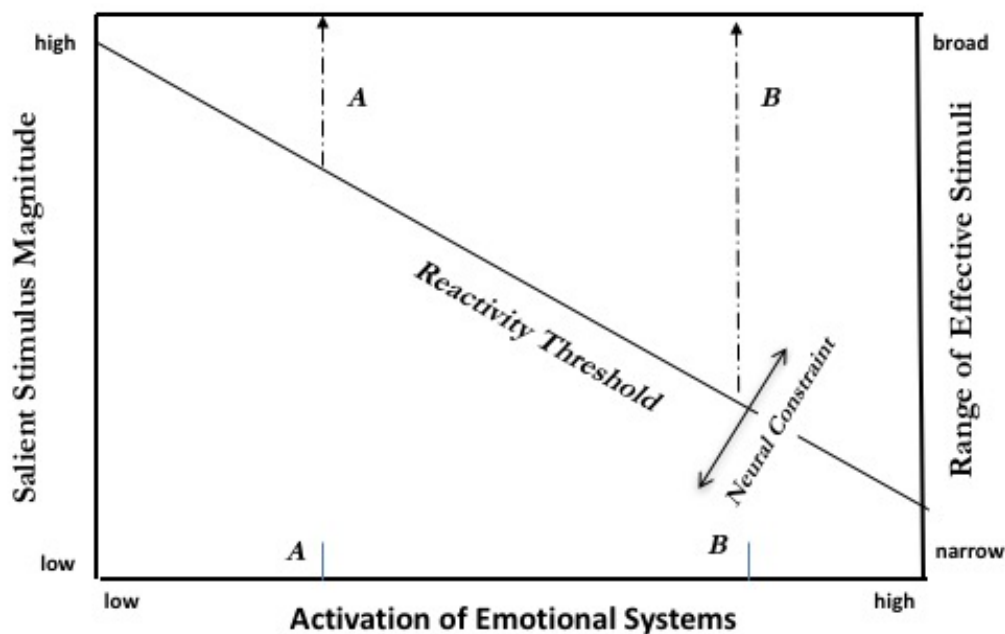 high
broad
A
B
Salient Stimulus Magnitude
Range of Effective Stimuli
Reactivity Threshold
Neural Constraint
A
B
low
narrow
low
high
Activation of Emotional Systems